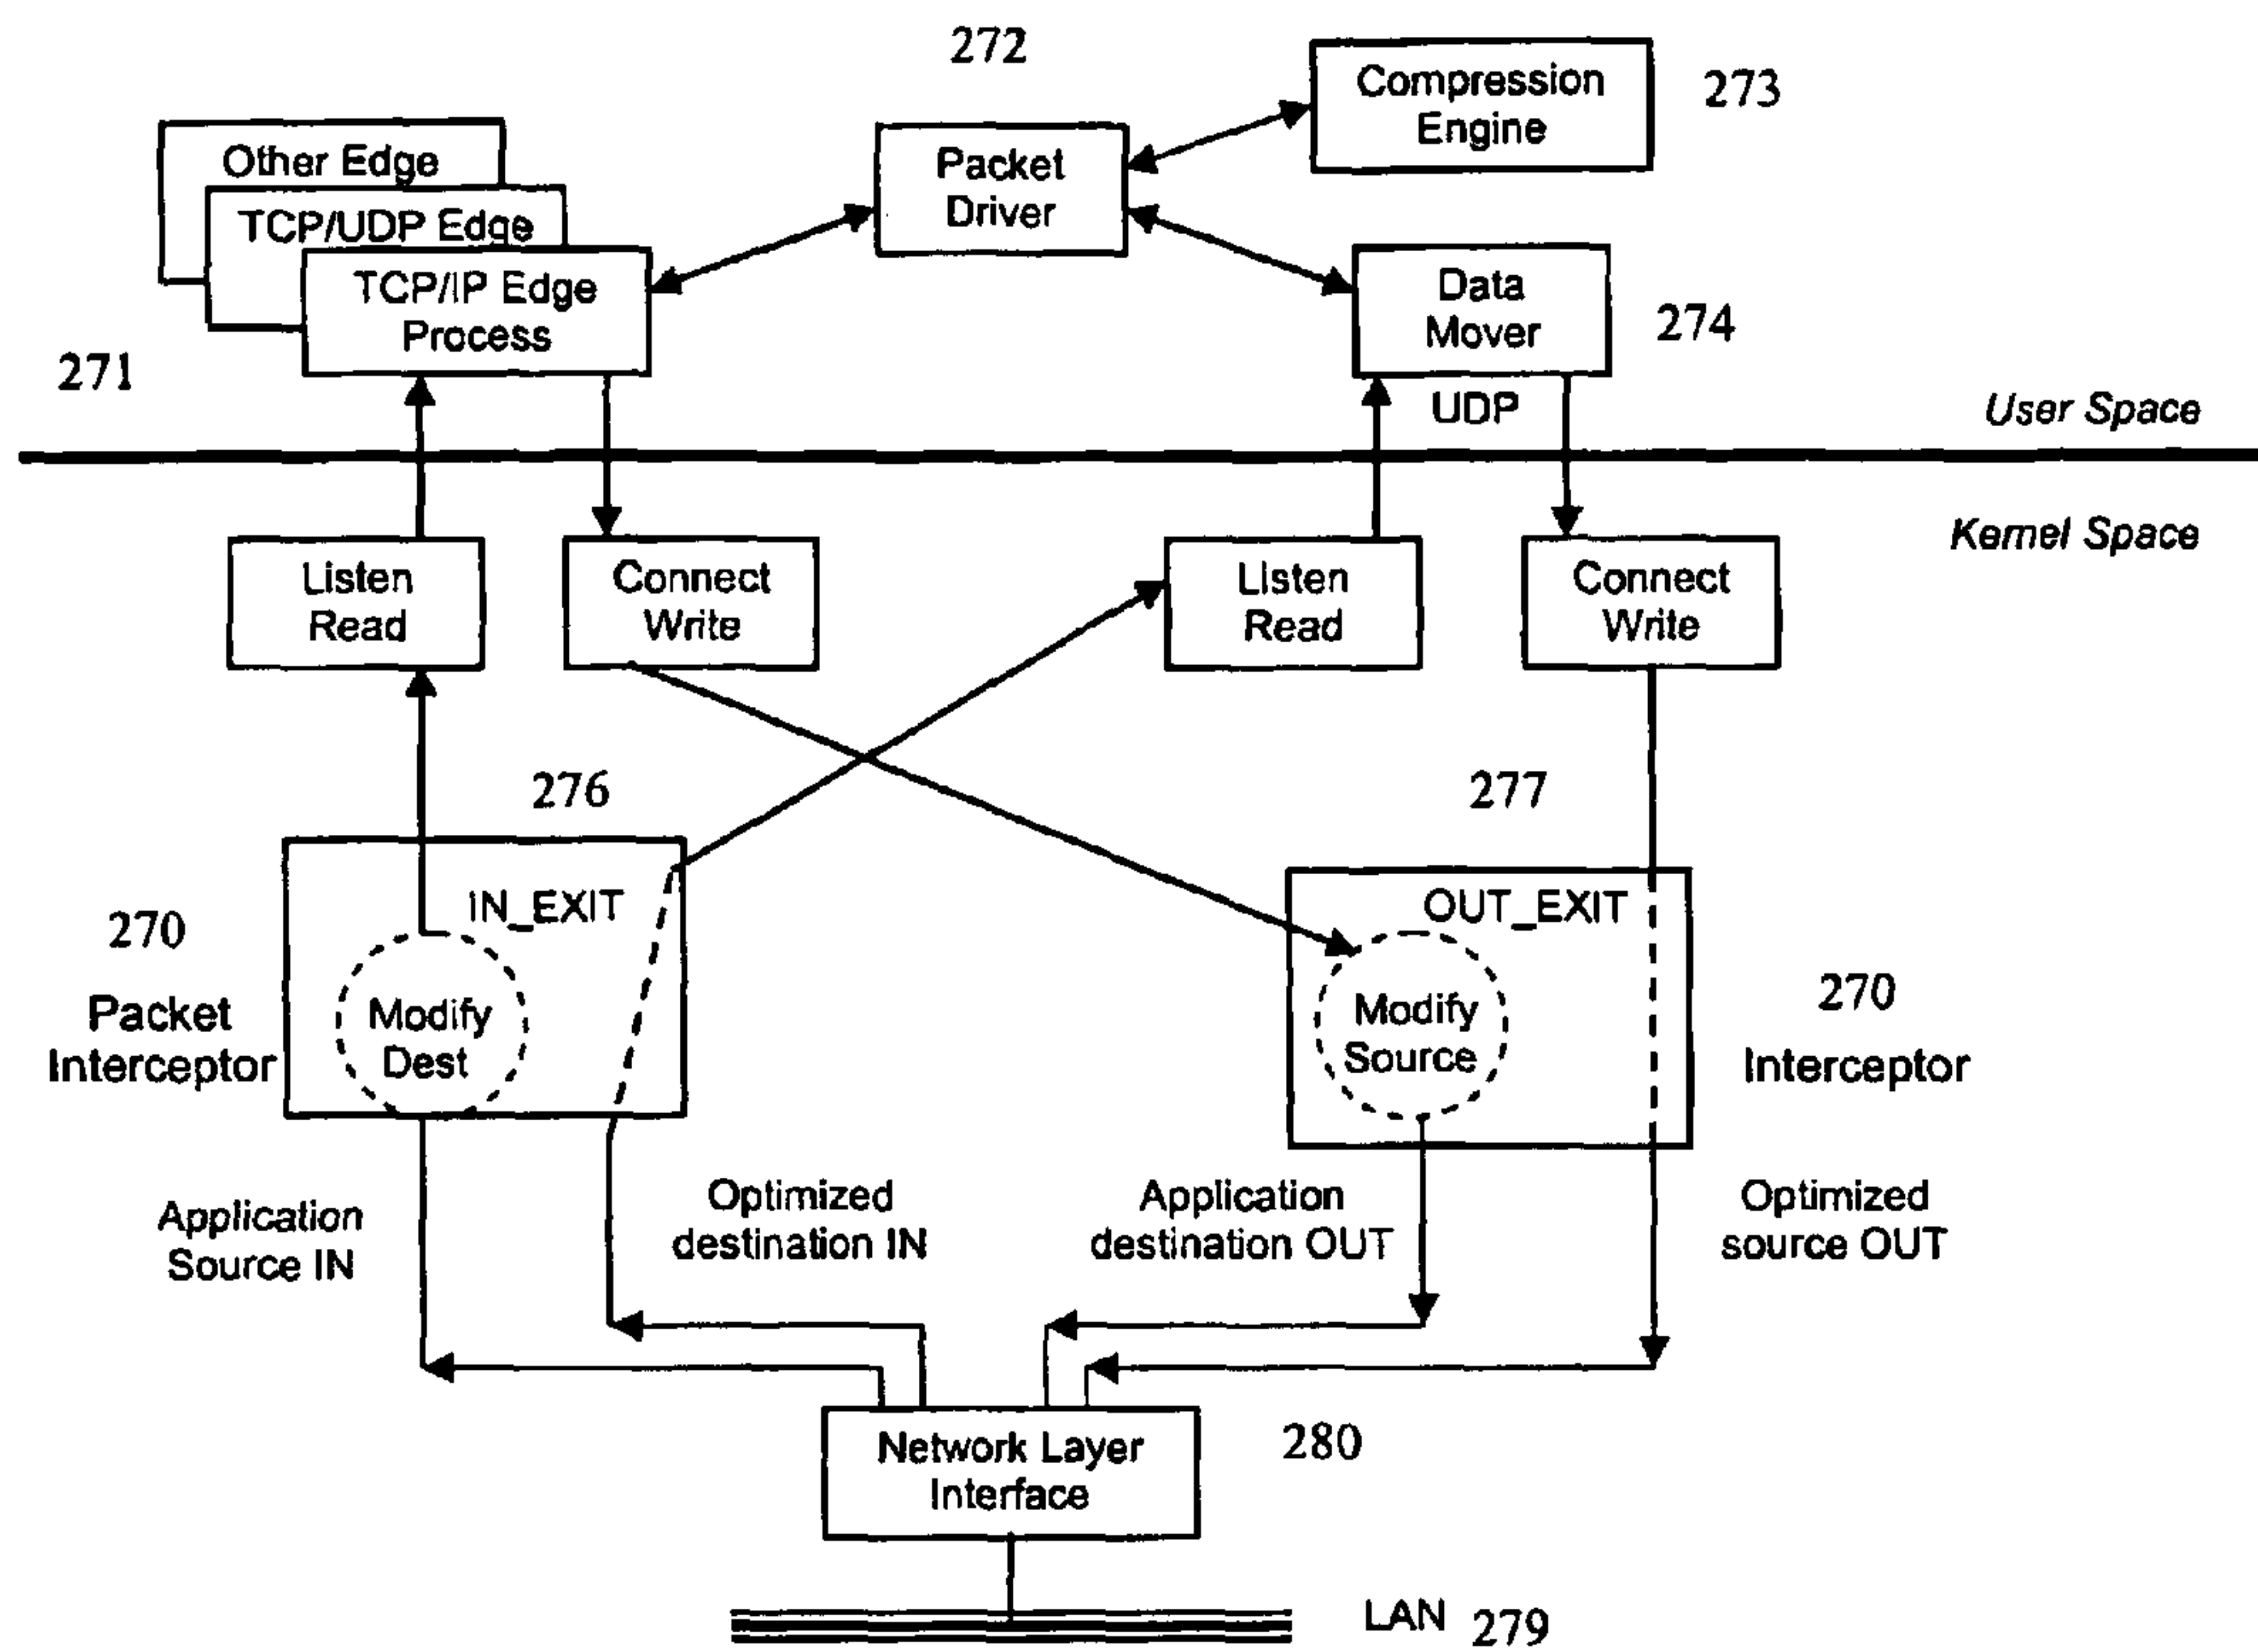 272
Compression
Engine
273
Other Edge
Packet
Driver
TCP/UDP Edge
TCP/IP Edge
Process
Data
Mover
274
271
UDP
User Space
Kernel Space
Listen
Read
Connect
Write
Listen
Read
Connect
Write
276
277
IN_EXIT
OUT_EXIT
270
Packet
Interceptor
Modify
Dest
Modify
Source
270
Interceptor
Application
Source IN
Optimized
destination IN
Application
destination OUT
Optimized
source OUT
Network Layer
Interface
280
LAN 279